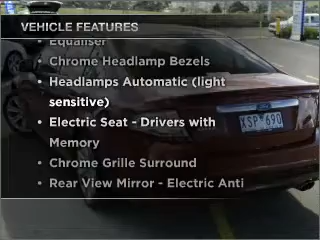 VEHICLE FEATURES
Equaliser
• Chrome Headlamp Bezels
• Headlamps Automatic (light
sensitive)
• Electric Seat - Drivers with
Memory
• Chrome Grille Surround
• Rear View Mirror - Electric Anti
XSP 690